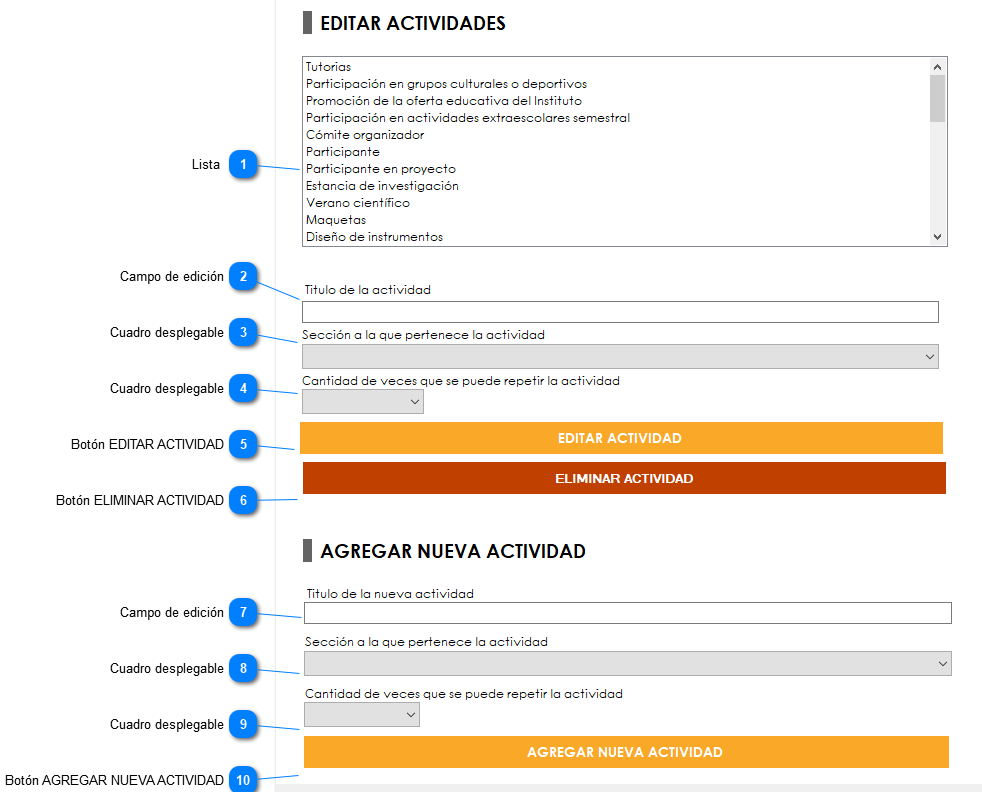 EDITAR ACTIVIDADES
Tutorias
Participación en grupos culturales o deportivos
Promoción de la oferta educativa del Instituto
Participación en actividades extraescolares semestral
Cómite organizador
Participante
Lista 1
Participante en proyecto
Estancia de investigación
Verano científico
Maquetas
Diseño de instrumentos
Campo de edición 2
Titulo de la actividad
Cuadro desplegable 3
Sección a la que pertenece la actividad
Cuadro desplegable 4
Cantidad de veces que se puede repetir la actividad
Botón EDITAR ACTIVIDAD 5
EDITAR ACTIVIDAD
ELIMINAR ACTIVIDAD
Botón ELIMINAR ACTIVIDAD 6
AGREGAR NUEVA ACTIVIDAD
Titulo de la nueva actividad
Campo de edición 7
Sección a la que pertenece la actividad
Cuadro desplegable 8
Cantidad de veces que se puede repetir la actividad
Cuadro desplegable 9
AGREGAR NUEVA ACTIVIDAD
Botón AGREGAR NUEVA ACTIVIDAD 10